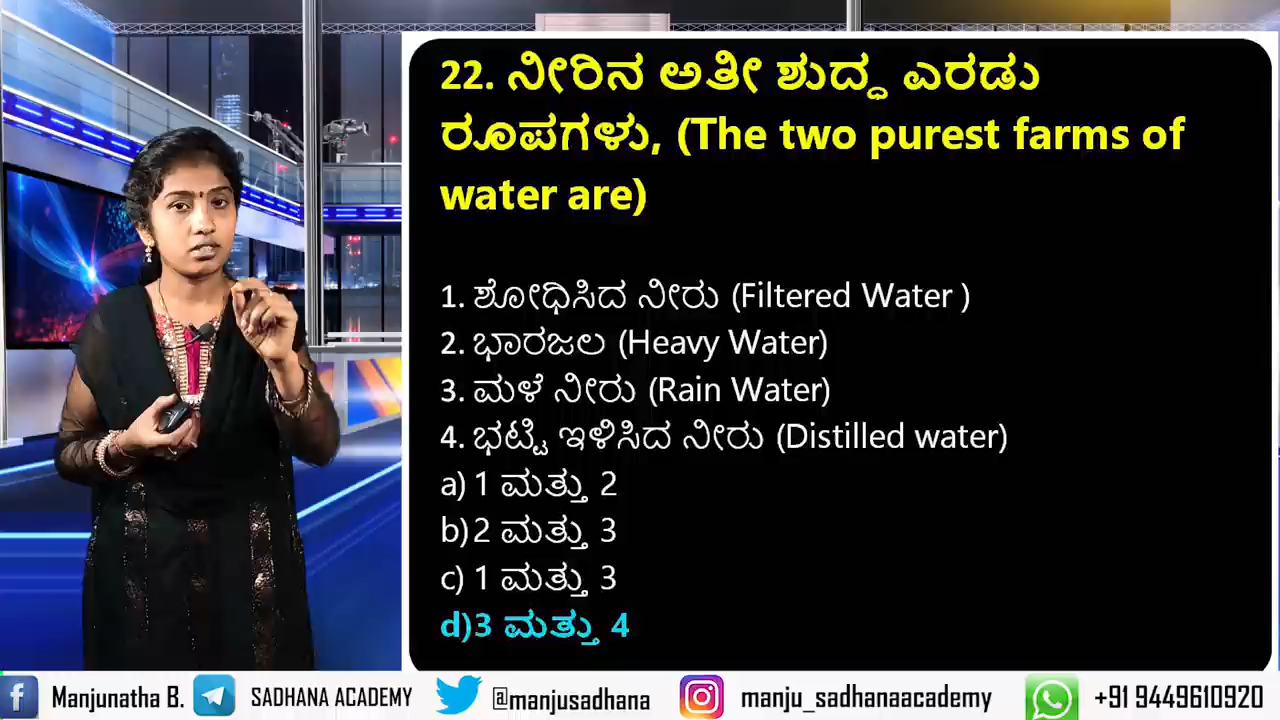 22. ನೀರಿನ ಅತೀ ಶುದ್ಧ ಎರಡು
ರೂಪಗಳು, (The two purest farms of
water are)
1. ಶೋಧಿಸಿದ ನೀರು (Filtered Water )
2. ಭಾರಜಲ (Heavy Water)
3. ಮಳೆ ನೀರು (Rain Water)
4. ಭಟ್ಟಿ ಇಳಿಸಿದ ನೀರು (Distilled water)
a) 1 ಮತ್ತು 2
b)2 ಮತ್ತು 3
c) 1 ಮತ್ತು 3
d)3 ಮತ್ತು 4
f Manjunatha B. SADHANA ACADEMY @manjusadhana manju_sadhanaacademy +91 9449610920